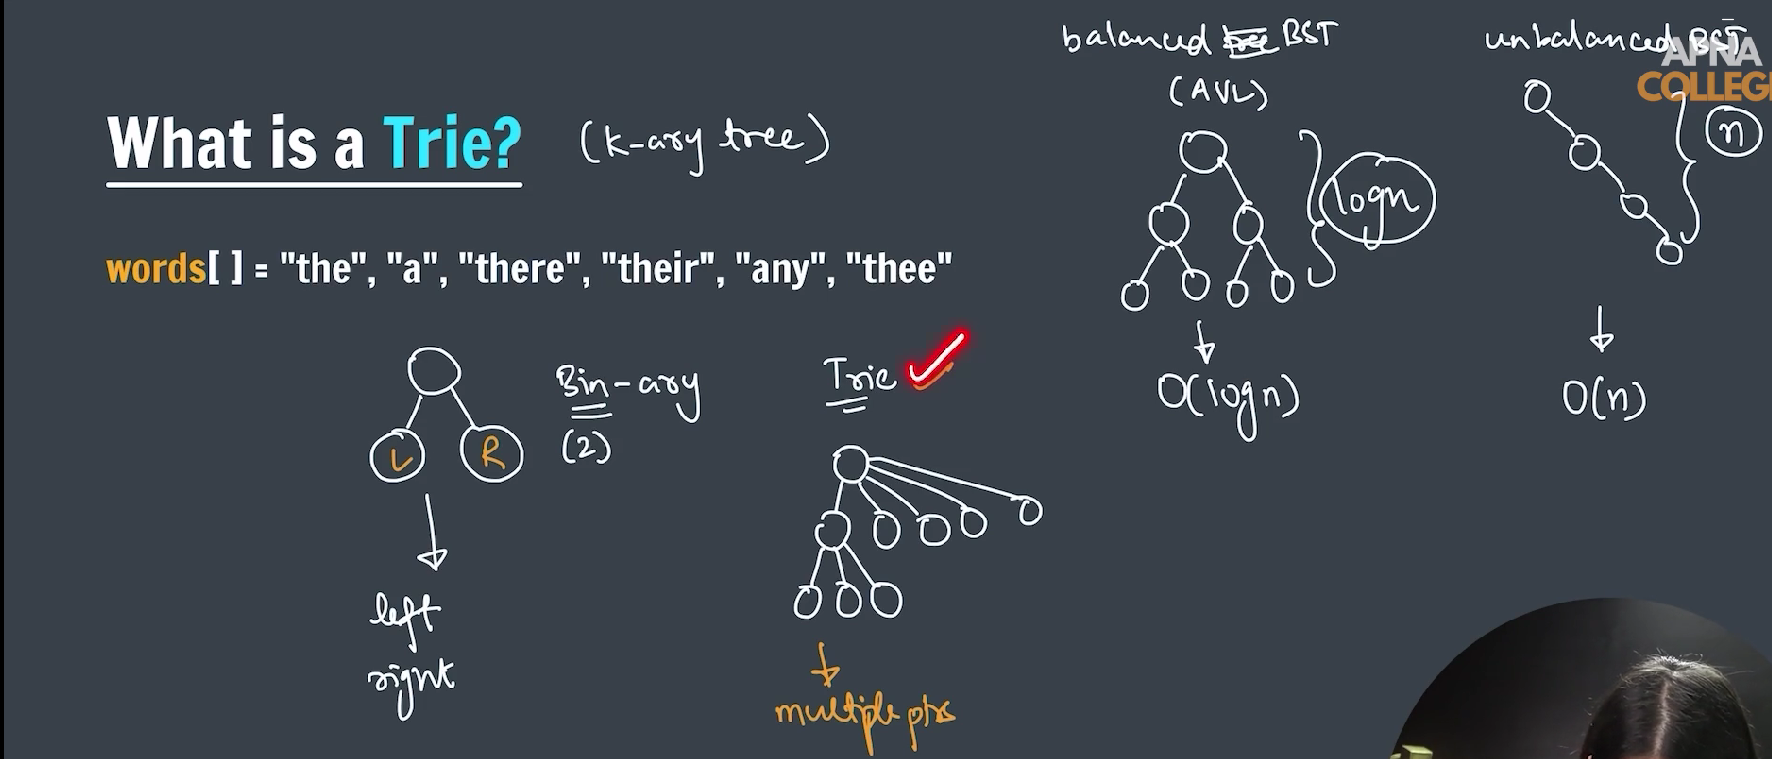 balanced tree BST
(AVL)
logn
O(logn)
unbalanced BST
n
O(n)
APNA
COLLEG
What is a Trie? (K-ary tree)
words[ ] = "the", "a", "there", "their", "any", "thee"
L R
Bin-ary
(2)
left
right
Trie
multiple ptrs